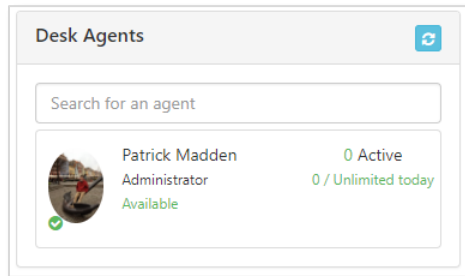 Desk Agents
Search for an agent
Patrick Madden
0 Active
Administrator
0 / Unlimited today
Available